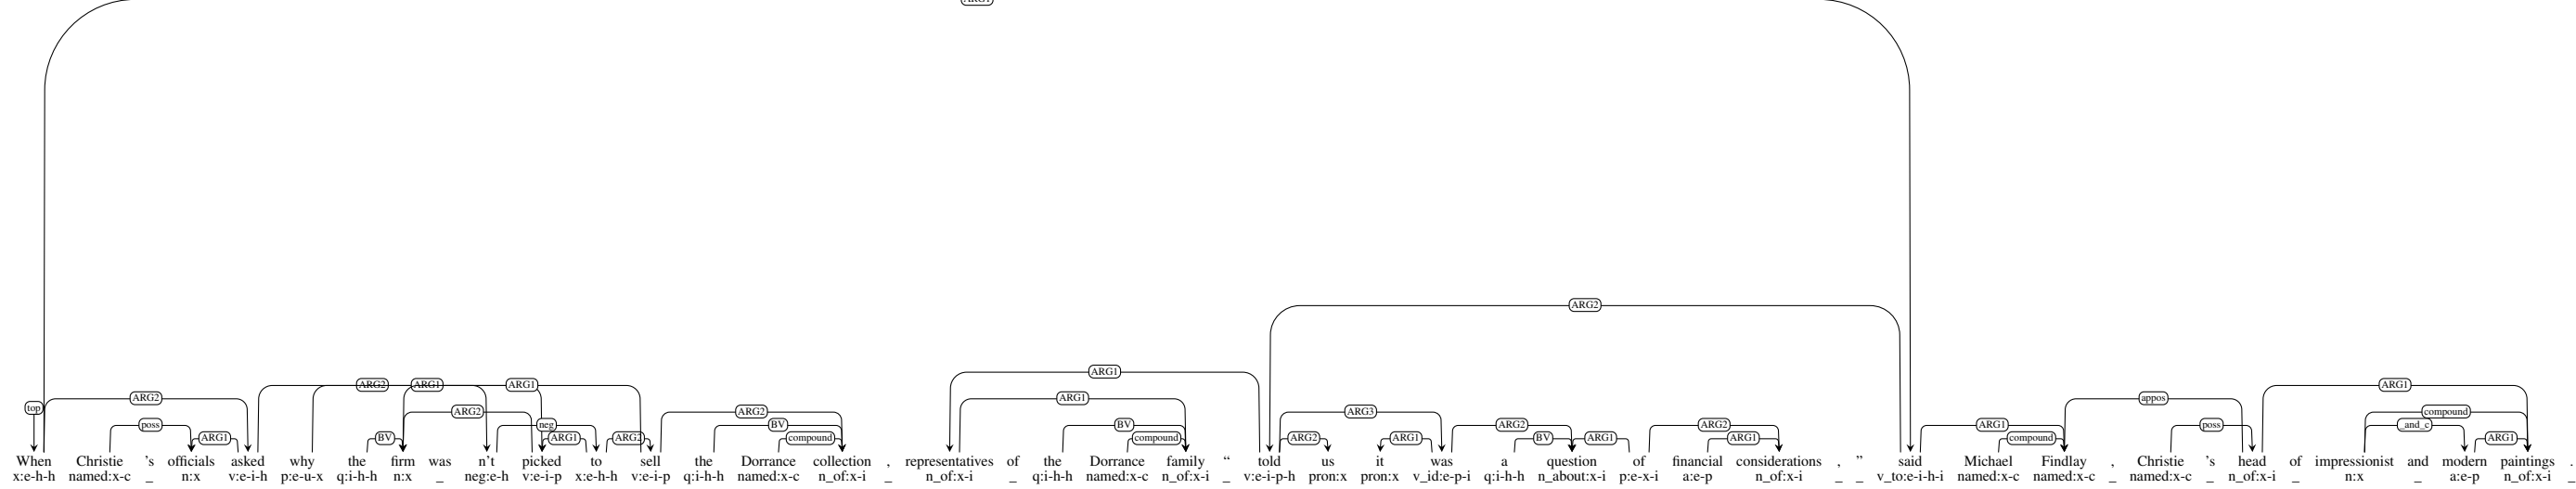 ARG1
ARG2
ARG1
ARG2 ARG1 ARG1 ARG1
ARG2 ARG1 appos
top ARG2 ARG2 ARG3 compound
poss neg BV BV ARG2 ARG2 ARG1 poss _and_c
ARG1 BV ARG1 ARG2 compound compound ARG2 ARG1 BV ARG1 ARG1 compound ARG1
When Christie 's officials asked why the firm was n't picked to sell the Dorrance collection , representatives of the Dorrance family “ told us it was a question of financial considerations , ” said Michael Findlay , Christie 's head of impressionist and modern paintings .
x:e-h-h named:x-c _ n:x v:e-i-h p:e-u-x q:i-h-h n:x _ neg:e-h v:e-i-p x:e-h-h v:e-i-p q:i-h-h named:x-c n_of:x-i _ n_of:x-i _ q:i-h-h named:x-c n_of:x-i _ v:e-i-p-h pron:x pron:x v_id:e-p-i q:i-h-h n_about:x-i p:e-x-i a:e-p n_of:x-i _ _ v_to:e-i-h-i named:x-c named:x-c _ named:x-c _ n_of:x-i _ n:x _ a:e-p n_of:x-i _